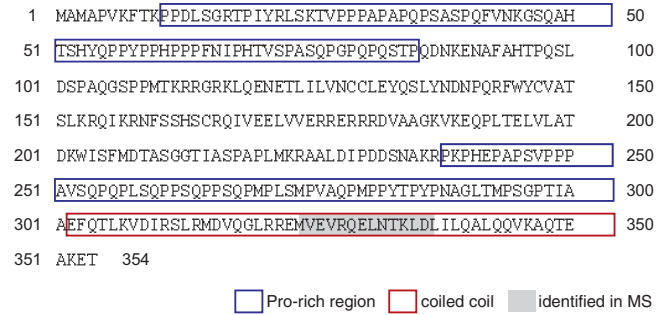 1 MAMAPVKFTKPPDLSGRTPIYRLSKTVPPPAPAPQPSASPQFVNKGSQAH 50
51 TSHYQPPYPPHPPPFNIPHTVSPASQPGPQPQSTPQDNKENAFAHTPQSL 100
101 DSPAQGSPPMTKRRGRKLQENETLILVNCCLEYQSLYNDNPQRFWYCVAT 150
151 SLKRQIKRNFSSHSCRQIVEELVVERRERRRDVAAGKVKEQPLTELVLAT 200
201 DKWISFMDTASGGTIASPAPLMKRAALDIPDDSNAKRPKPHEPAPSVPPP 250
251 AVSQPQPLSQPPSQPPSQPMPLSMPVAQPMPPYTPYPNAGLTMPSGPTIA 300
301 AEFQTLKVDIRSLRMDVQGLRREMVEVRQELNTKLDLILQALQQVKAQTE 350
351 AKET 354
Pro-rich region coiled coil identified in MS